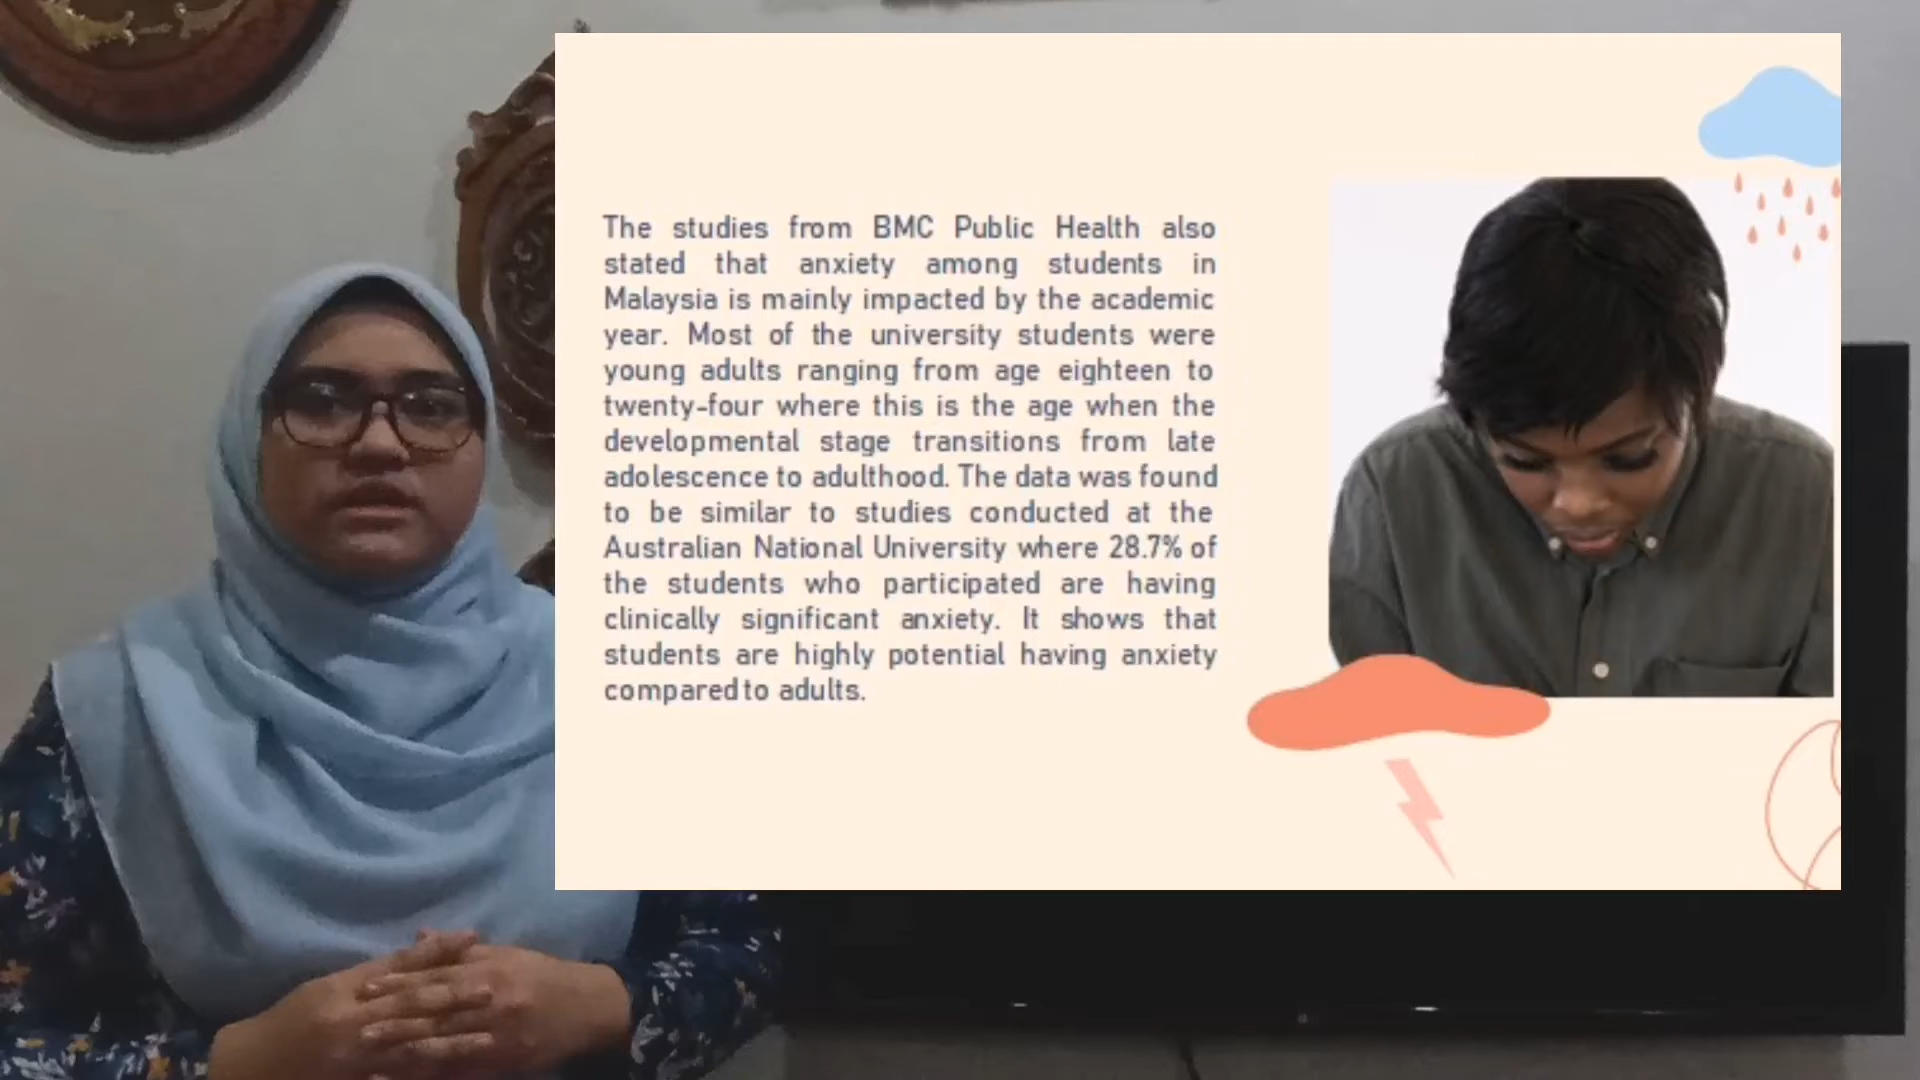 The studies from BMC Public Health also
stated that anxiety among students in
Malaysia is mainly impacted by the academic
year. Most of the university students were
young adults ranging from age eighteen to
twenty-four where this is the age when the
developmental stage transitions from late
adolescence to adulthood. The data was found
to be similar to studies conducted at the
Australian National University where 28.7% of
the students who participated are having
clinically significant anxiety. It shows that
students are highly potential having anxiety
compared to adults.